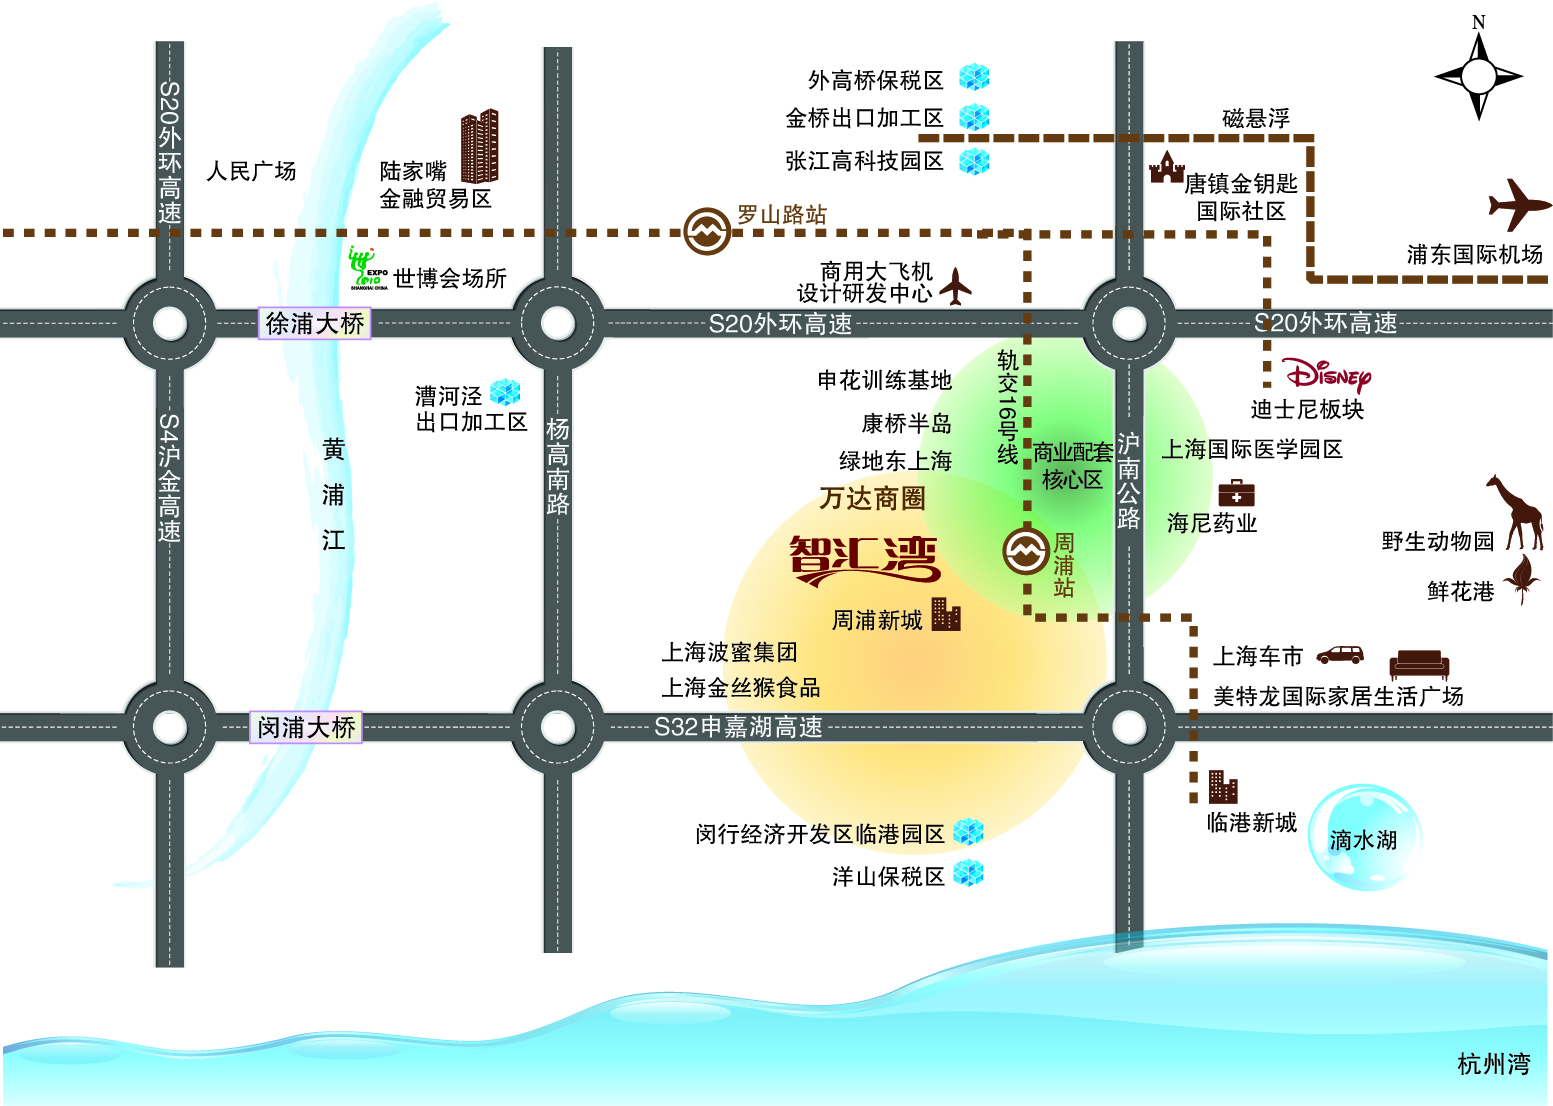 N
外高桥保税区
金桥出口加工区
张江高科技园区
磁悬浮
S20外环高速
人民广场
陆家嘴
金融贸易区
唐镇金钥匙
国际社区
罗山路站
浦东国际机场
EXPO
2010
SHANGHAI CHINA
世博会场所
商用大飞机
设计研发中心
徐浦大桥
S20外环高速
S20外环高速
轨交16号线
申花训练基地
康桥半岛
绿地东上海
万达商圈
商业配套
核心区
DISNEY
迪士尼板块
漕河泾
出口加工区
S4沪金高速
黄浦江
杨高南路
沪南公路
上海国际医学园区
海尼药业
智汇湾
周浦站
野生动物园
鲜花港
周浦新城
上海波蜜集团
上海金丝猴食品
上海车市
美特龙国际家居生活广场
闵浦大桥
S32申嘉湖高速
闵行经济开发区临港园区
洋山保税区
临港新城
滴水湖
杭州湾